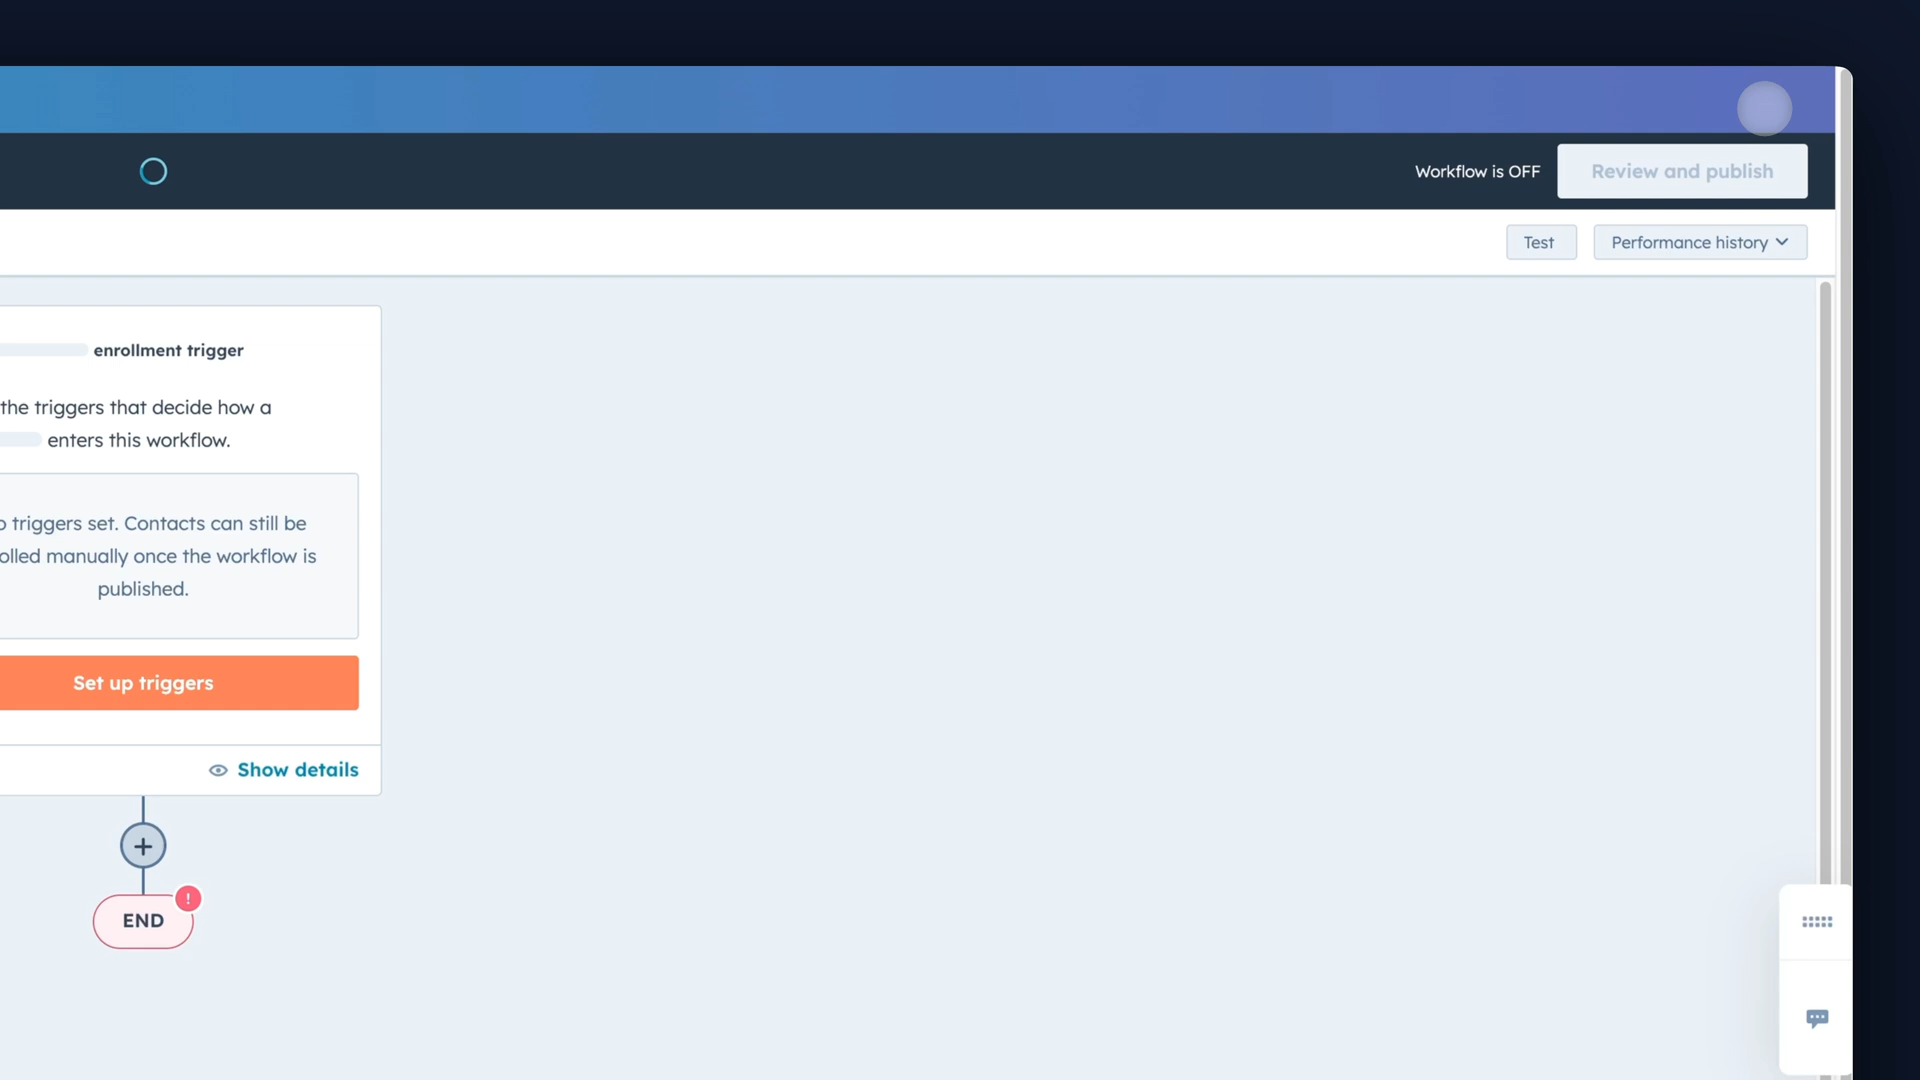 Workflow is OFF
Review and publish
Test
Performance history
enrollment trigger
the triggers that decide how a
enters this workflow.
triggers set. Contacts can still be
manually once the workflow is
published.
Set up triggers
Show details
+
!
END